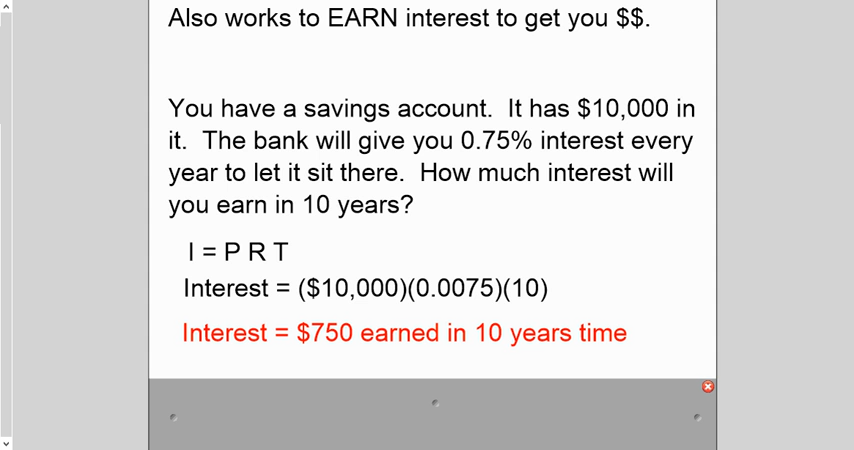 Also works to EARN interest to get you $$.
You have a savings account.  It has $10,000 in
it.  The bank will give you 0.75% interest every
year to let it sit there.  How much interest will
you earn in 10 years?
I = P R T
Interest = ($10,000)(0.0075)(10)
Interest = $750 earned in 10 years time